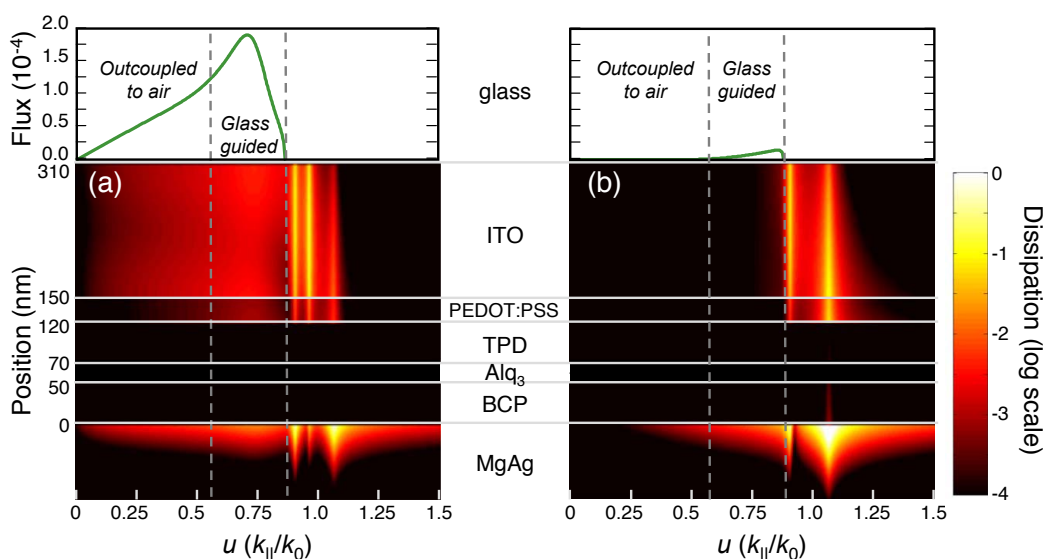 Flux (10⁻⁴)
2.0
1.5
1.0
0.5
0.0
Outcoupled
to air
Glass
guided
glass
Outcoupled
to air
Glass
guided
Position (nm)
310
150
120
70
50
0
(a)
ITO
PEDOT:PSS
TPD
Alq₃
BCP
MgAg
(b)
0
-1
-2
-3
-4
Dissipation (log scale)
0
0.25
0.5
0.75
1.0
1.25
1.5
u (k||/k₀)
0
0.25
0.5
0.75
1.0
1.25
1.5
u (k||/k₀)